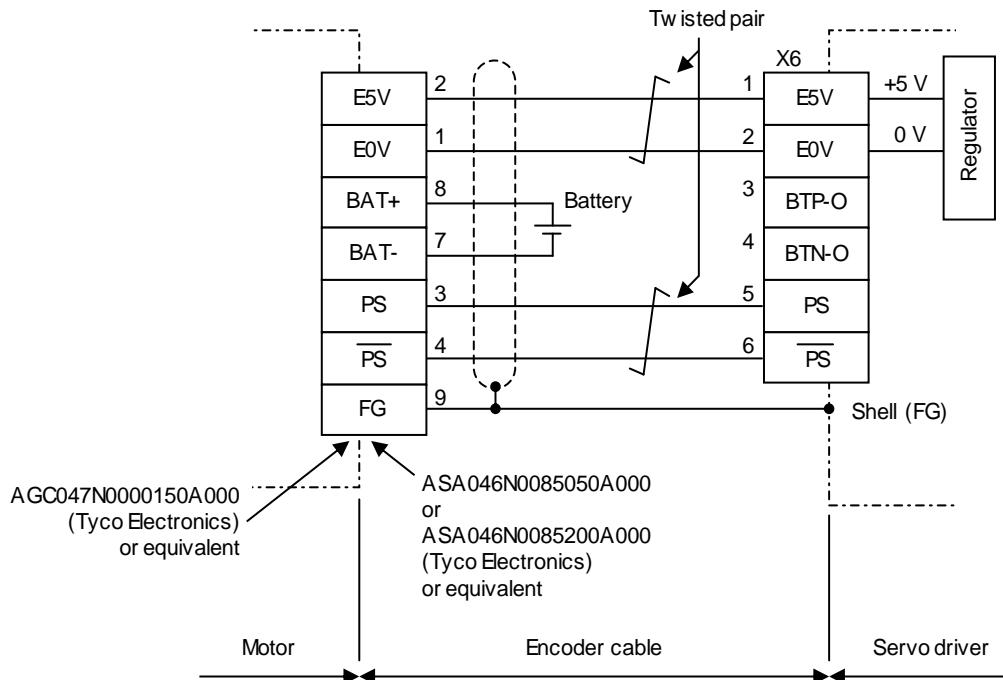 Twisted pair
X6
E5V 2 1 E5V +5 V
E0V 1 2 E0V 0 V
Regulator
BAT+ 8 Battery 3 BTP-O
BAT- 7 4 BTN-O
PS 3 5 PS
PS 4 6 PS
FG 9 Shell (FG)
AGC047N0000150A000
(Tyco Electronics)
or equivalent
ASA046N0085050A000
or
ASA046N0085200A000
(Tyco Electronics)
or equivalent
Motor Encoder cable Servo driver